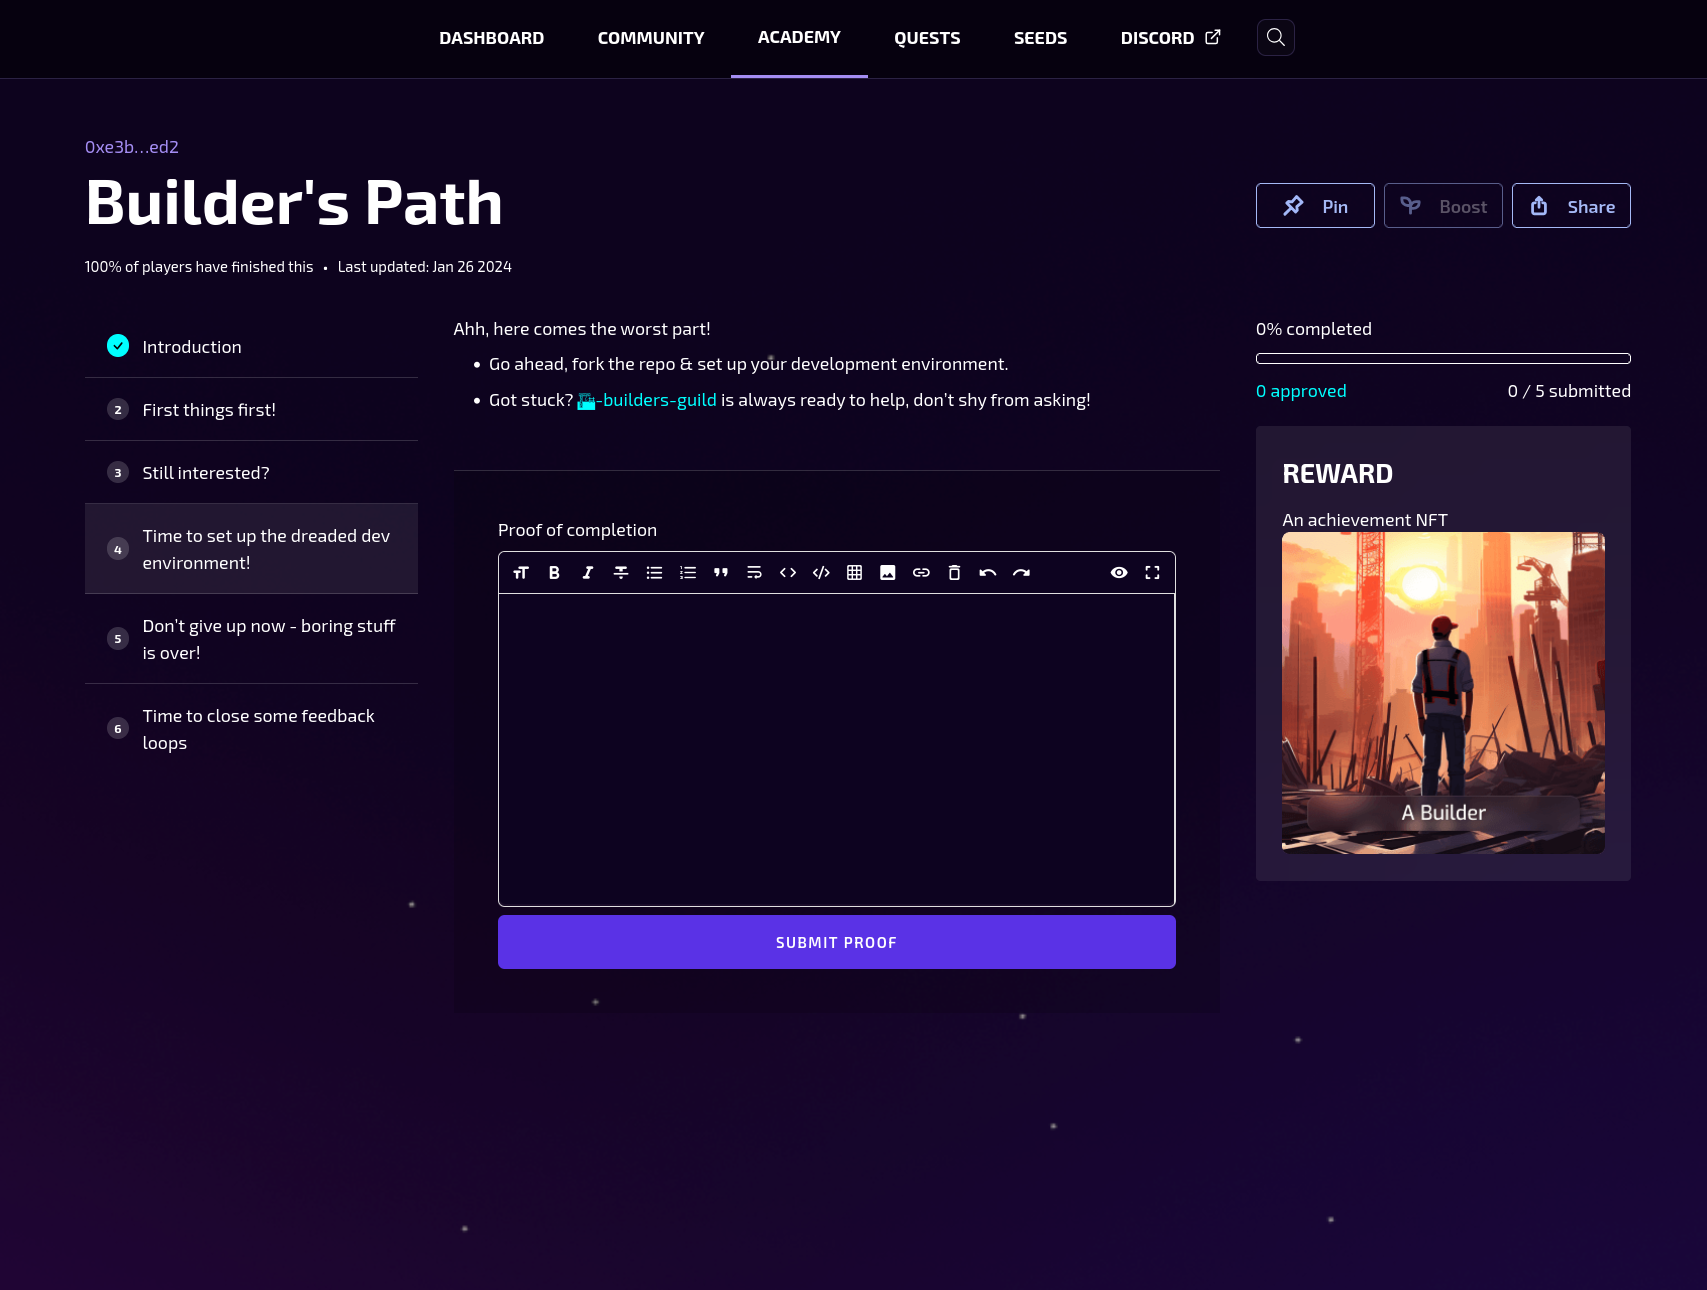 DASHBOARD COMMUNITY ACADEMY QUESTS SEEDS DISCORD
0xe3b...ed2
Builder's Path
Pin Boost Share
100% of players have finished this • Last updated: Jan 26 2024
Introduction
2 First things first!
3 Still interested?
4 Time to set up the dreaded dev
environment!
5 Don't give up now - boring stuff
is over!
6 Time to close some feedback
loops
Ahh, here comes the worst part!
• Go ahead, fork the repo & set up your development environment.
• Got stuck? -builders-guild is always ready to help, don't shy from asking!
Proof of completion
SUBMIT PROOF
0% completed
0 approved 0 / 5 submitted
REWARD
An achievement NFT
A Builder